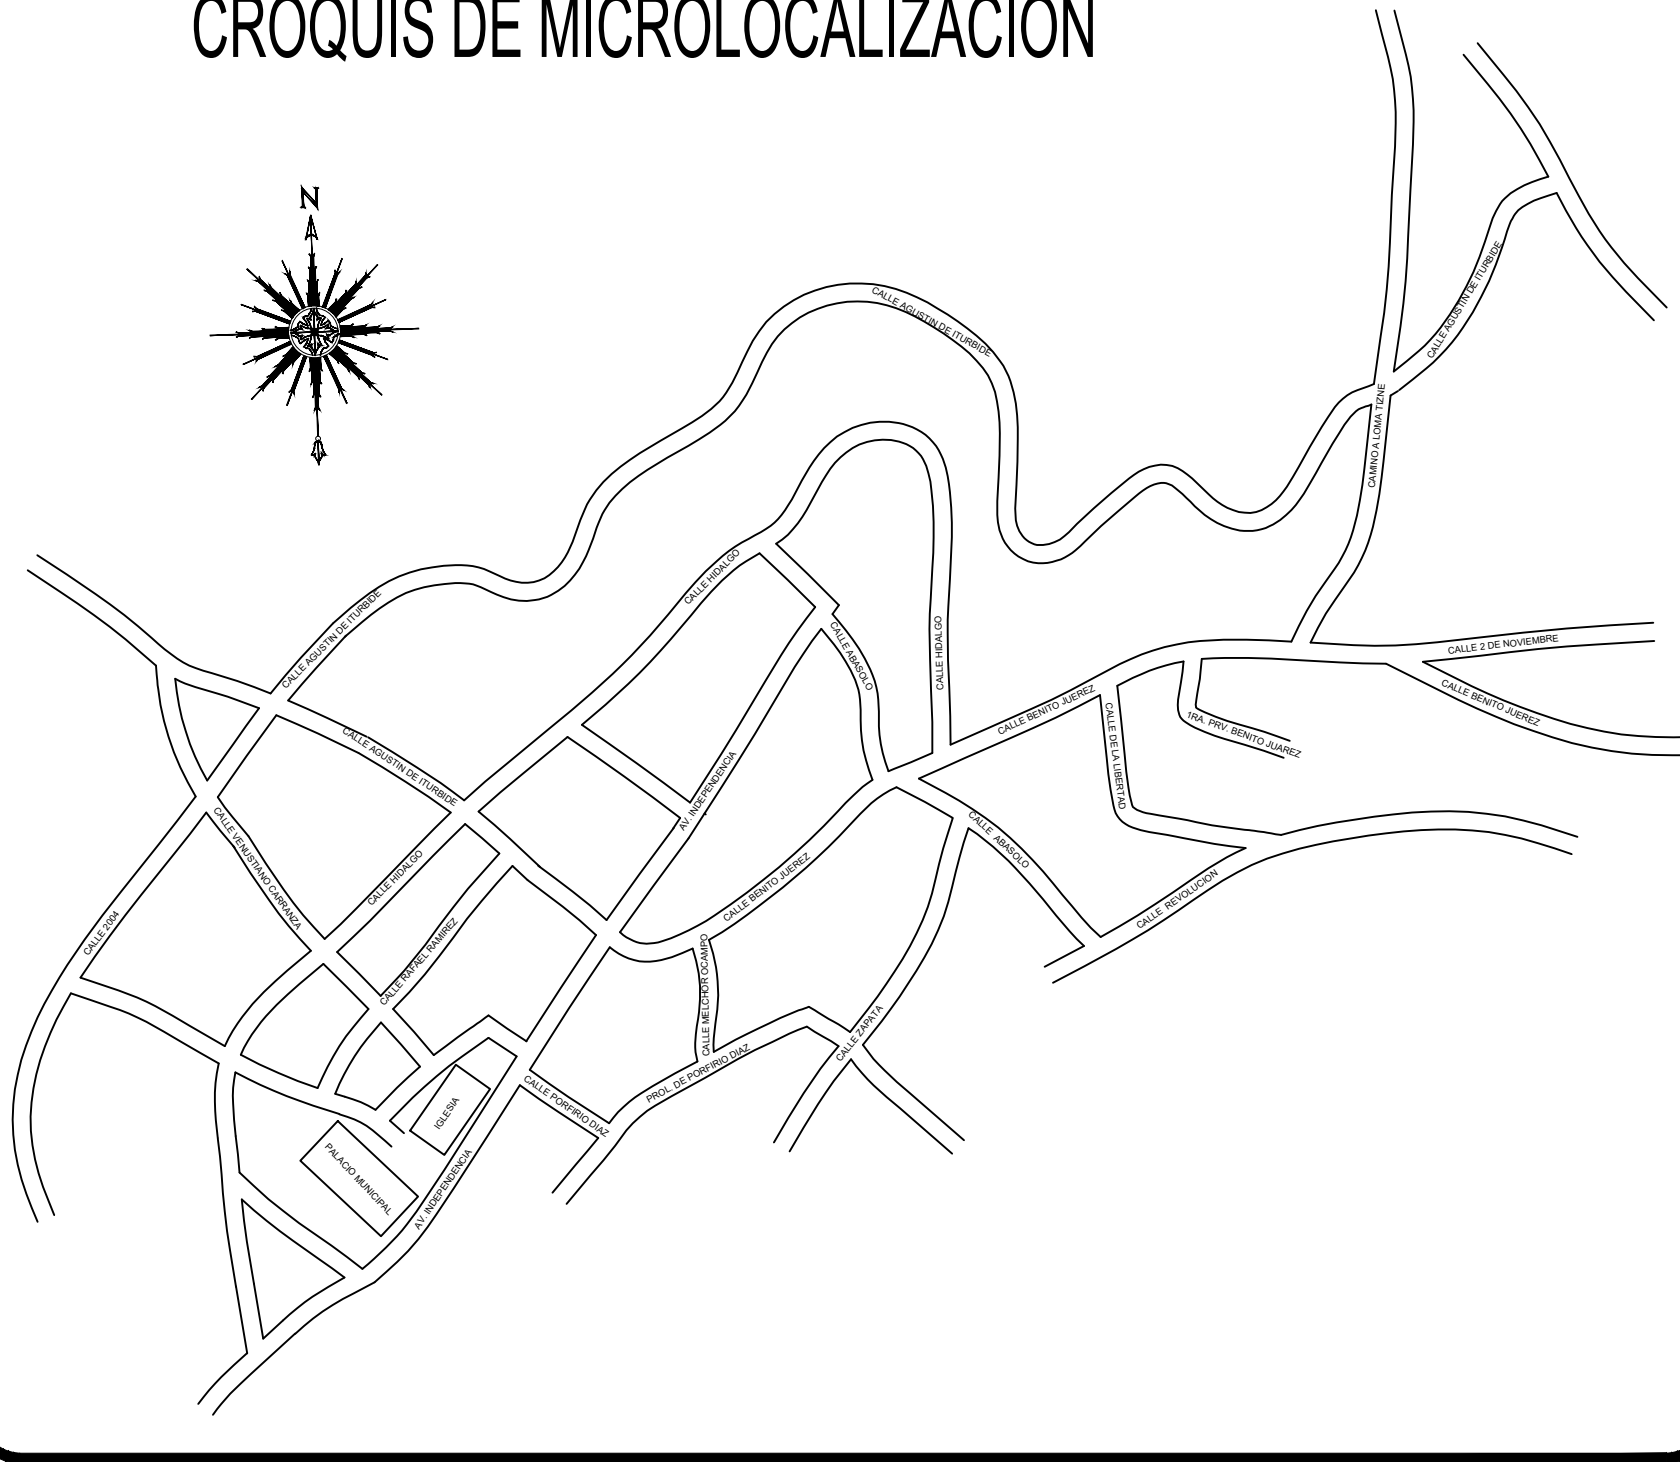 CROQUIS DE MICROLOCALIZACION
N
CALLE AGUSTIN DE ITURBIDE
CALLE AGUSTIN DE ITURBIDE
CAMINO A LOMA TIZNE
CALLE HIDALGO
CALLE AGUSTIN DE ITURBIDE
CALLE ABASOLO
CALLE HIDALGO
CALLE 2 DE NOVIEMBRE
CALLE BENITO JUEREZ
CALLE BENITO JUEREZ
1RA. PRV. BENITO JUAREZ
CALLE DE LA LIBERTAD
CALLE AGUSTIN DE ITURBIDE
AV. INDEPENDENCIA
CALLE VENUSTIANO CARRANZA
CALLE HIDALGO
CALLE BENITO JUEREZ
CALLE ABASOLO
CALLE REVOLUCION
CALLE 2004
CALLE RAFAEL RAMIREZ
CALLE MELCHOR OCAMPO
CALLE ZAPATA
PROL. DE PORFIRIO DIAZ
CALLE PORFIRIO DIAZ
IGLESIA
PALACIO MUNICIPAL
AV. INDEPENDENCIA